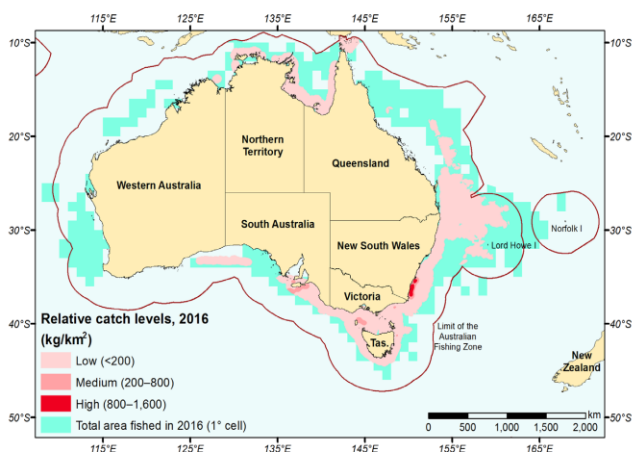 115°E 125°E 135°E 145°E 155°E 165°E
10°S 10°S
20°S 20°S
30°S 30°S
40°S 40°S
50°S 50°S
Northern
Territory
Queensland
Western Australia
South Australia
New South Wales
Victoria
Tas.
Lord Howe I
Norfolk I
Limit of the
Australian
Fishing Zone
New
Zealand
Relative catch levels, 2016
(kg/km²)
Low (<200)
Medium (200–800)
High (800–1,600)
Total area fished in 2016 (1° cell)
km
0 500 1,000 1,500 2,000
115°E 125°E 135°E 145°E 155°E 165°E